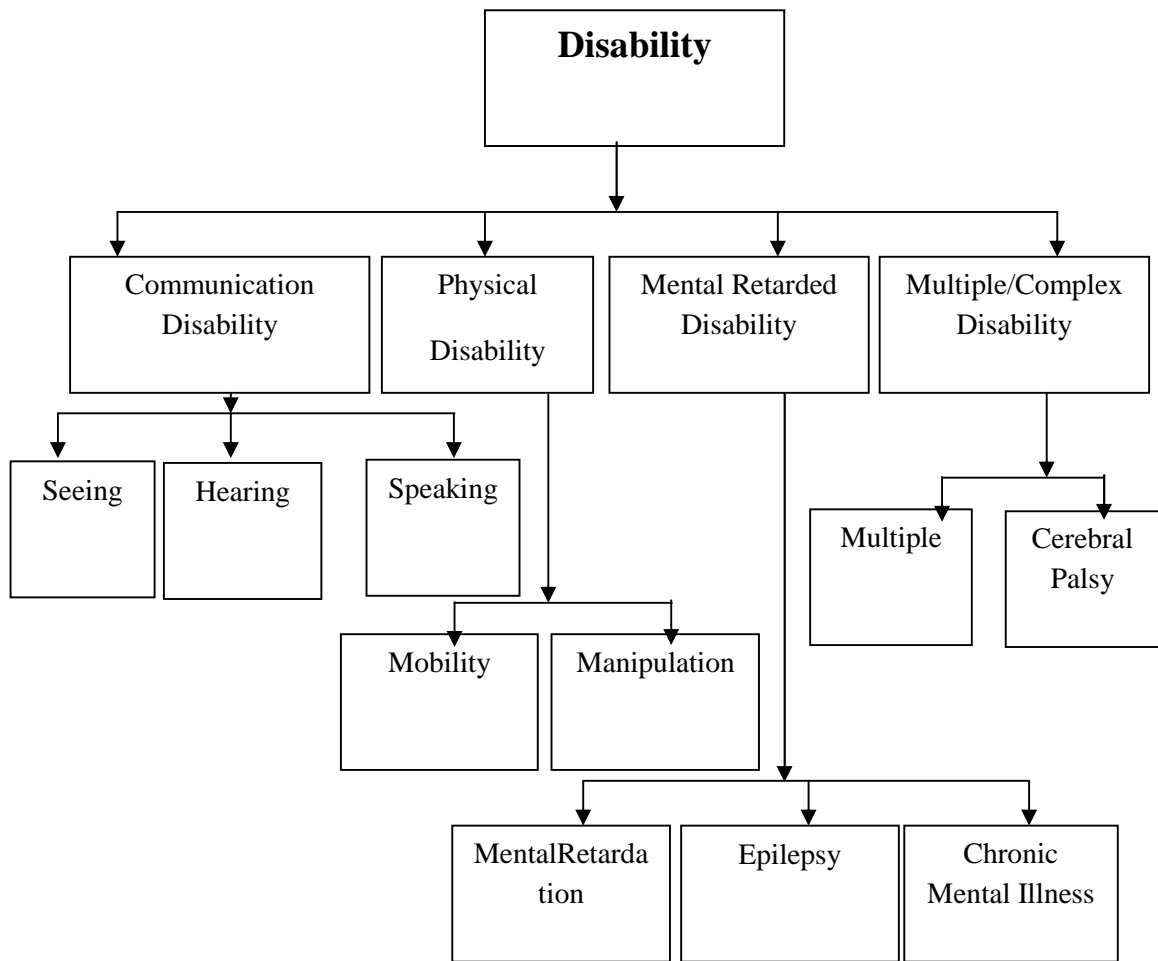 Disability
Communication
Disability
Physical
Disability
Mental Retarded
Disability
Multiple/Complex
Disability
Seeing
Hearing
Speaking
Multiple
Cerebral
Palsy
Mobility
Manipulation
MentalRetarda
tion
Epilepsy
Chronic
Mental Illness